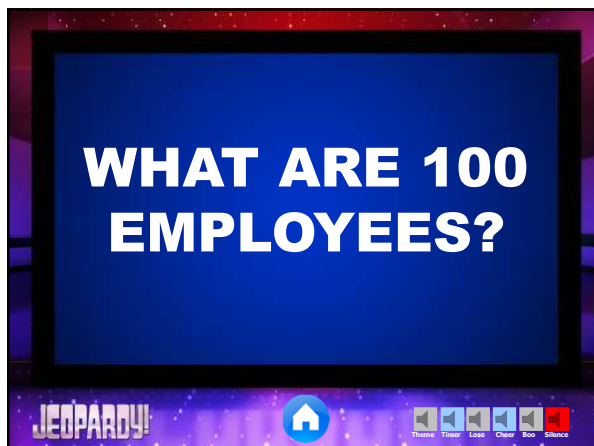 WHAT ARE 100
EMPLOYEES?
JEOPARDY!
Theme Timer Lose Cheer Boo Silence